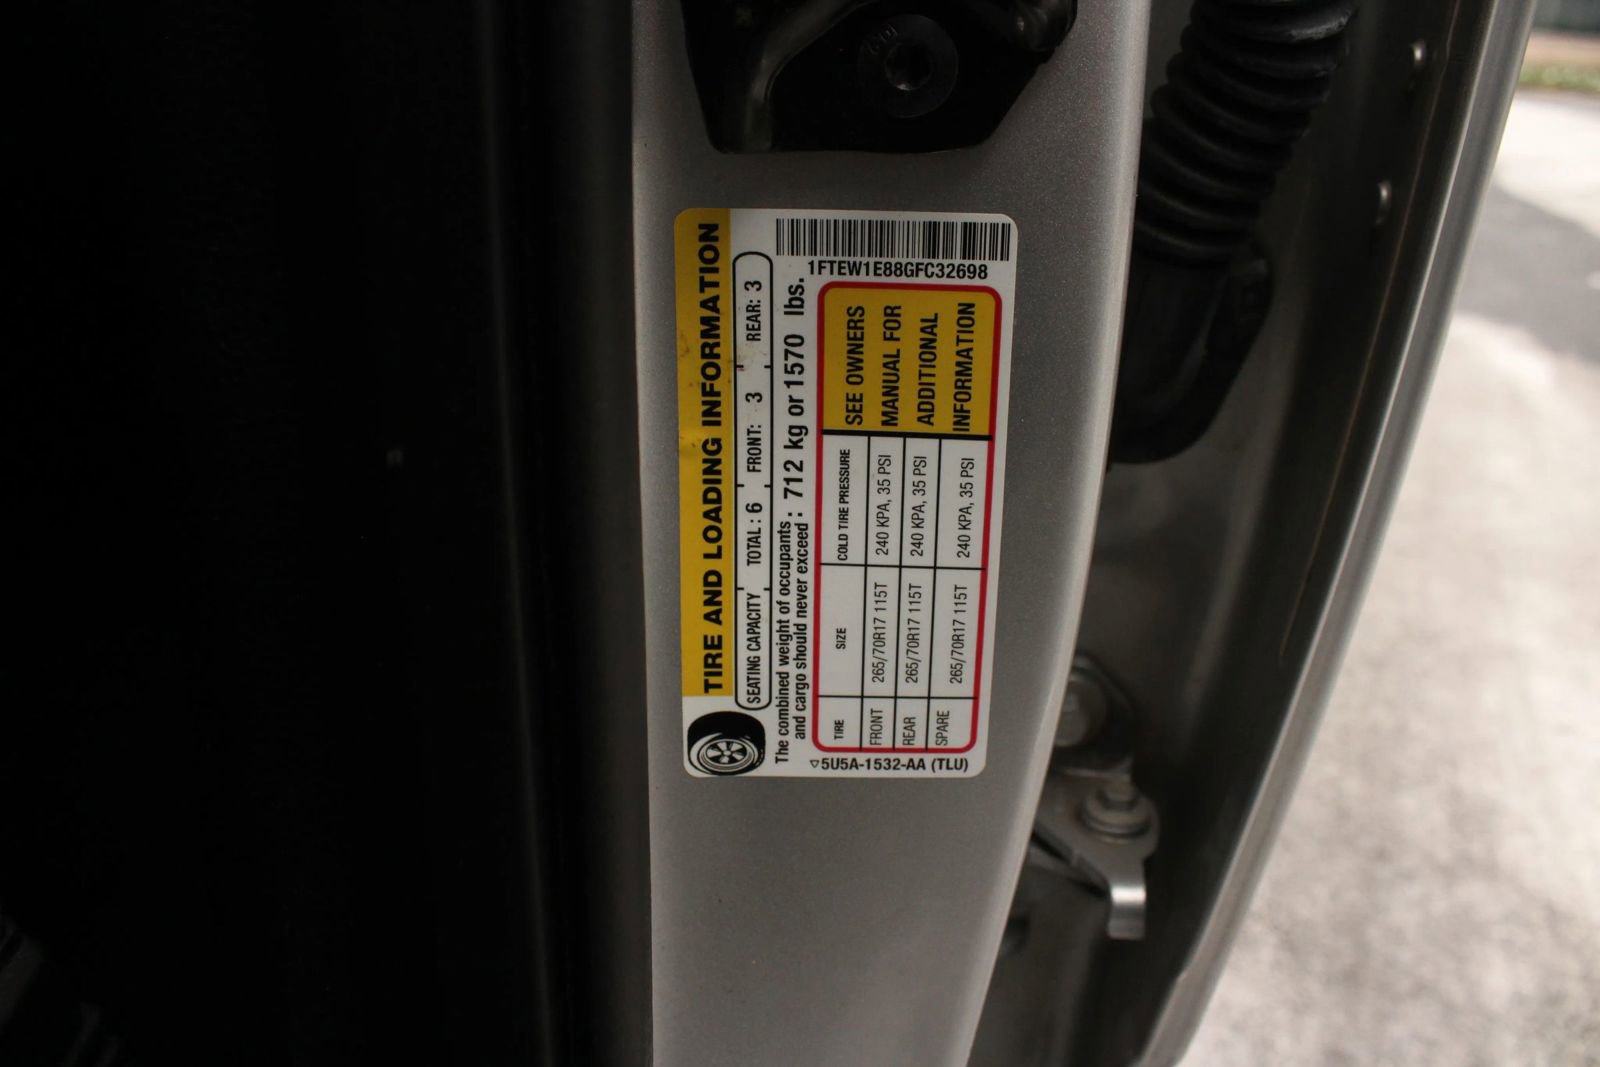 1FTEW1E88GFC32698
TIRE AND LOADING INFORMATION
SEATING CAPACITY TOTAL: 6 FRONT: 3 REAR: 3
The combined weight of occupants
and cargo should never exceed: 712 kg or 1570 lbs.
TIRE SIZE COLD TIRE PRESSURE
FRONT 265/70R17 115T 240 KPA, 35 PSI
REAR 265/70R17 115T 240 KPA, 35 PSI
SPARE 265/70R17 115T 240 KPA, 35 PSI
SEE OWNERS
MANUAL FOR
ADDITIONAL
INFORMATION
▽5U5A-1532-AA (TLU)